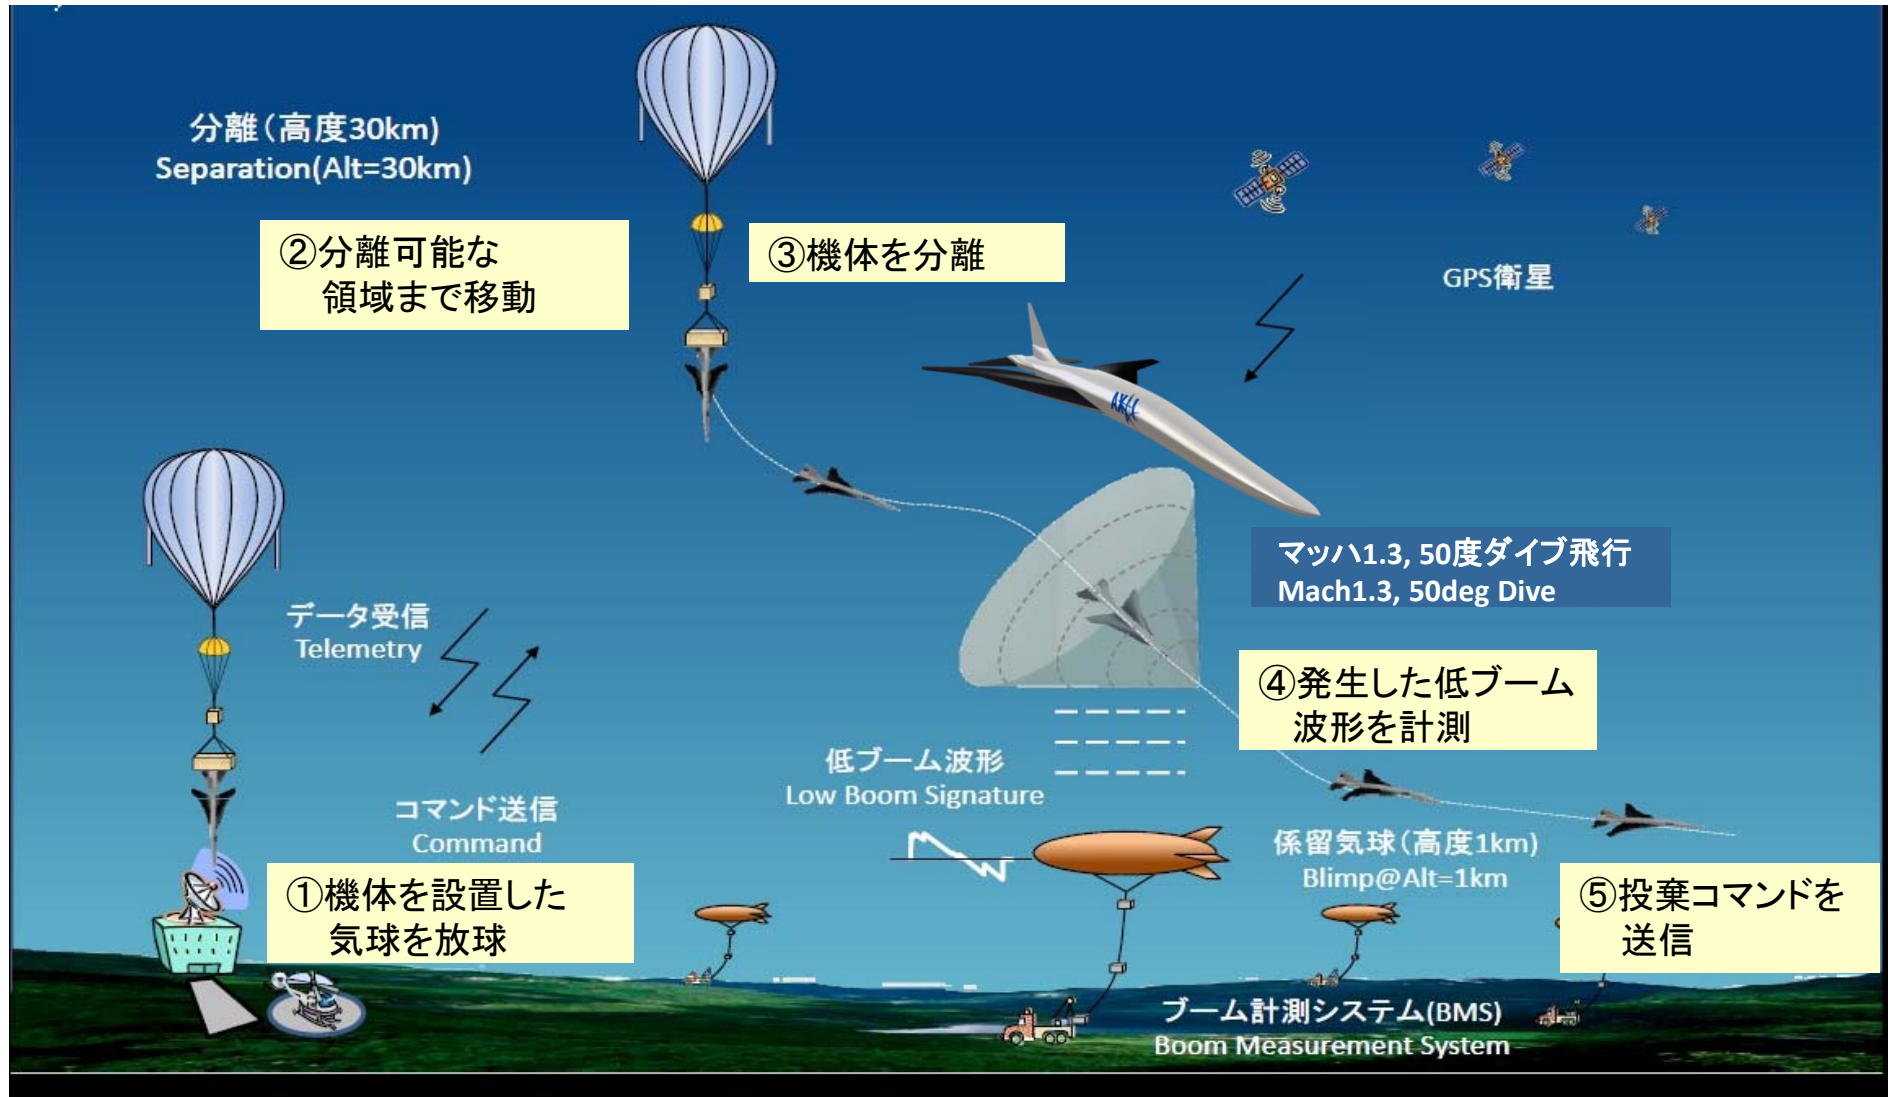 分離(高度30km)
Separation(Alt=30km)
②分離可能な
領域まで移動
③機体を分離
GPS衛星
マッハ1.3, 50度ダイブ飛行
Mach1.3, 50deg Dive
データ受信
Telemetry
④発生した低ブーム
波形を計測
低ブーム波形
Low Boom Signature
コマンド送信
Command
係留気球(高度1km)
Blimp@Alt=1km
①機体を設置した
気球を放球
⑤投棄コマンドを
送信
ブーム計測システム(BMS)
Boom Measurement System